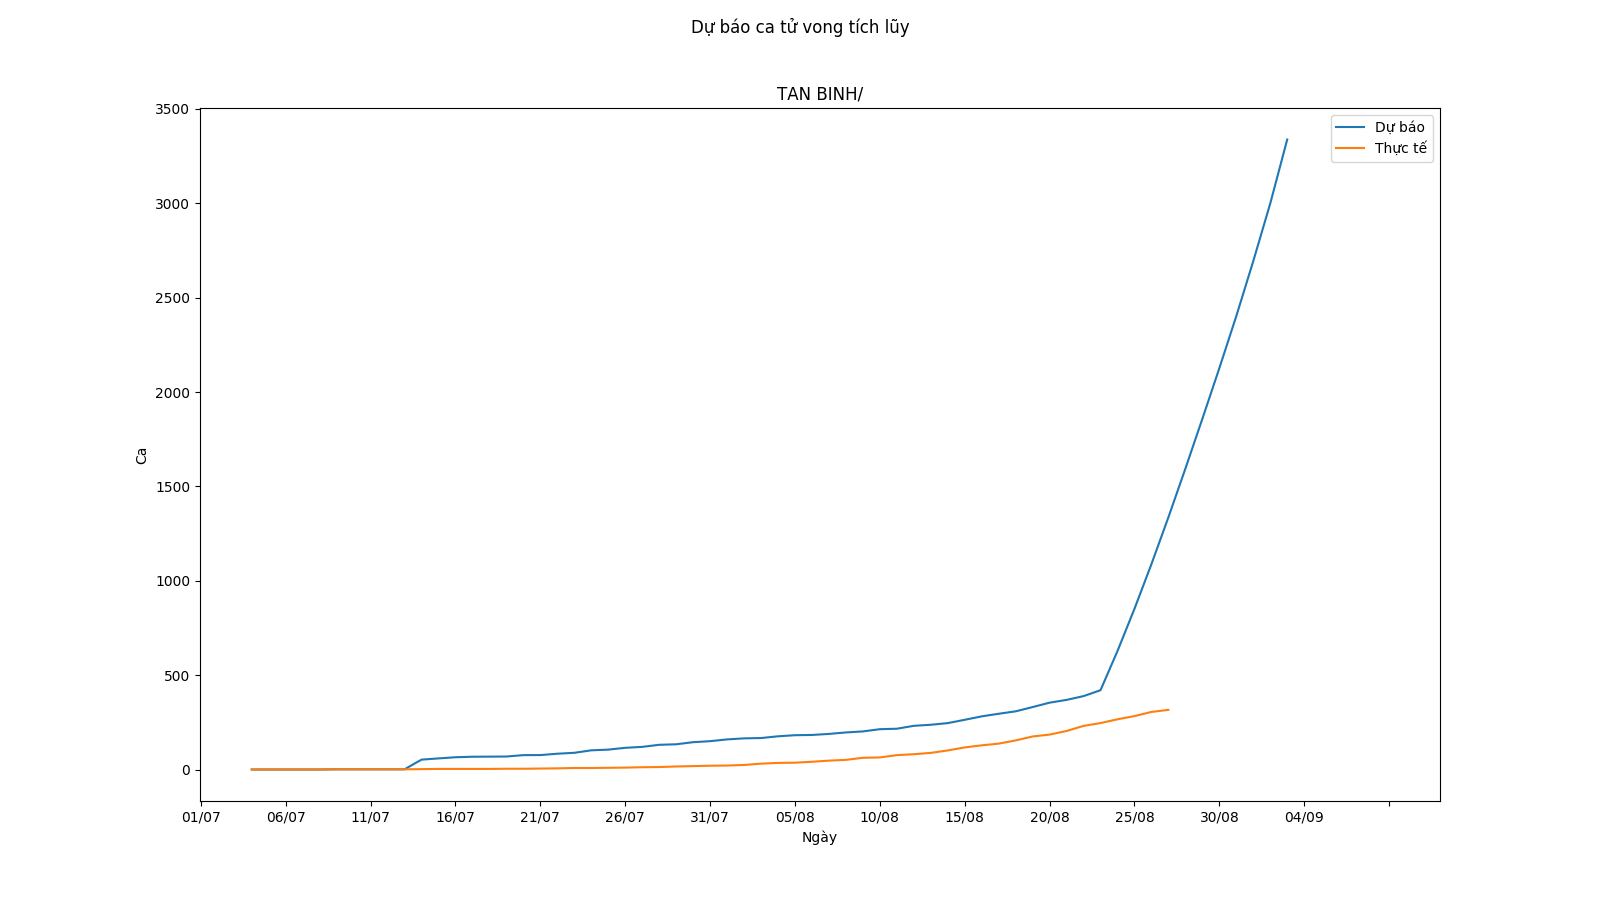 Dự báo ca tử vong tích lũy
TAN BINH/
Dự báo
Thực tế
3500
3000
2500
2000
1500
1000
500
0
Ca
01/07 06/07 11/07 16/07 21/07 26/07 31/07 05/08 10/08 15/08 20/08 25/08 30/08 04/09
Ngày